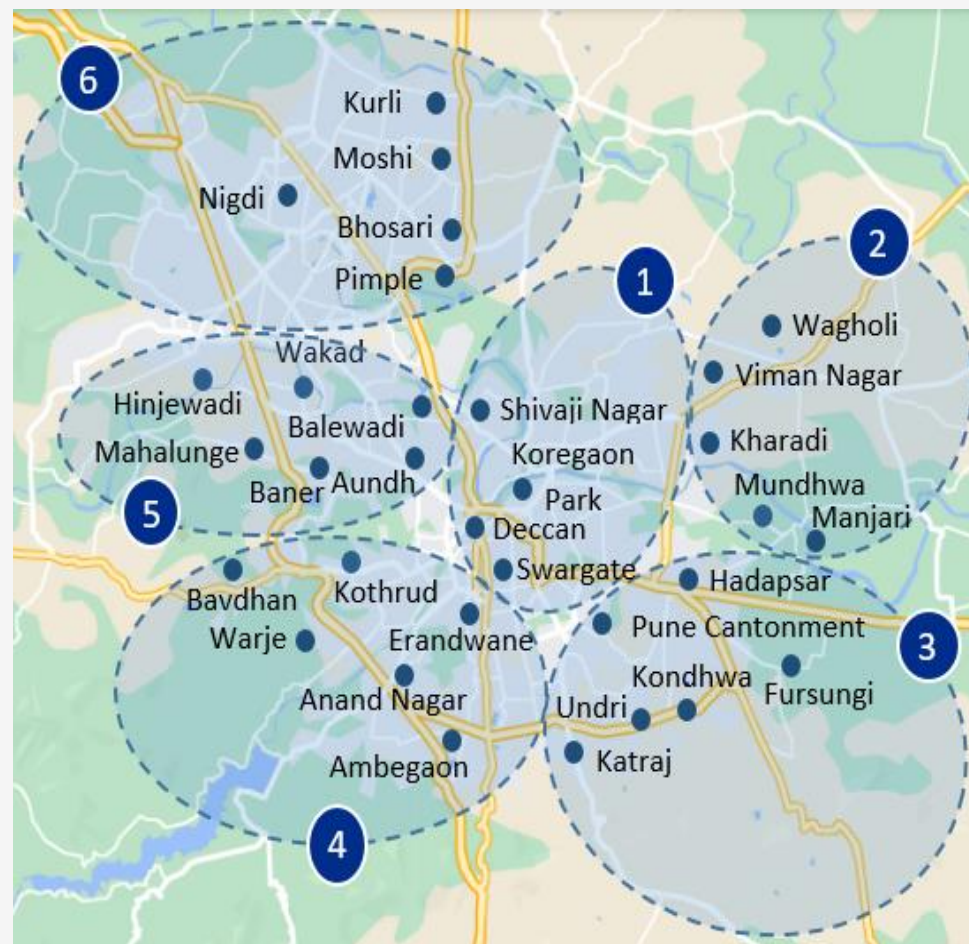 6
Kurli
Moshi
Nigdi
Bhosari
Pimple
1
2
Wagholi
Viman Nagar
Kharadi
Mundhwa
Manjari
Wakad
Hinjewadi
Balewadi
Mahalunge
Baner
Aundh
5
Shivaji Nagar
Koregaon
Park
Deccan
Swargate
Hadapsar
Pune Cantonment
3
Kondhwa
Fursungi
Undri
Katraj
Bavdhan
Kothrud
Warje
Erandwane
Anand Nagar
Ambegaon
4